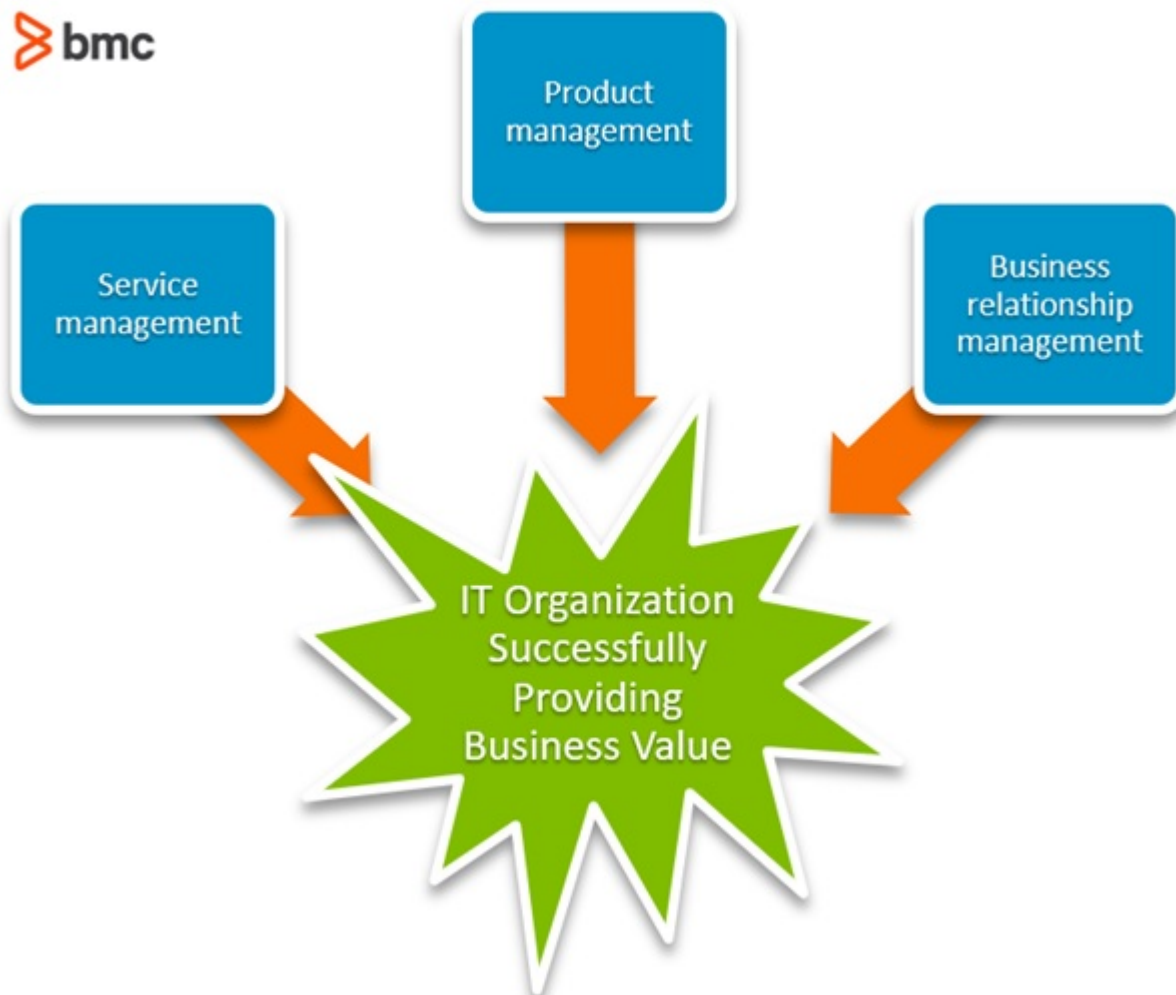 bmc
Product
management
Service
management
Business
relationship
management
IT Organization
Successfully
Providing
Business Value